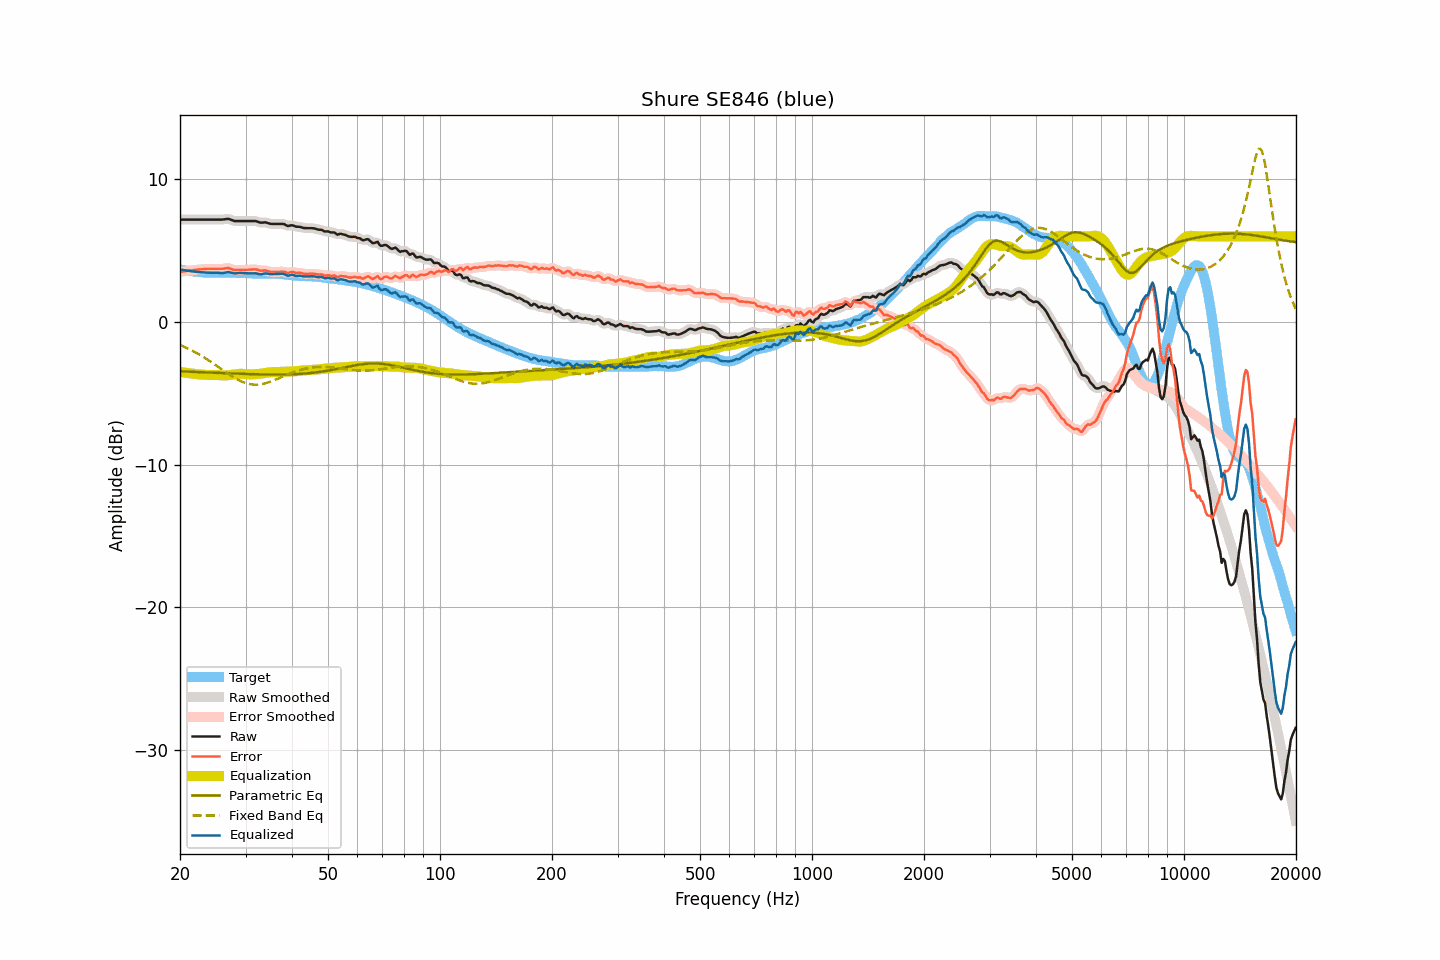 Shure SE846 (blue)
10
0
−10
−20
−30
Amplitude (dBr)
Target
Raw Smoothed
Error Smoothed
Raw
Error
Equalization
Parametric Eq
Fixed Band Eq
Equalized
20 50 100 200 500 1000 2000 5000 10000 20000
Frequency (Hz)